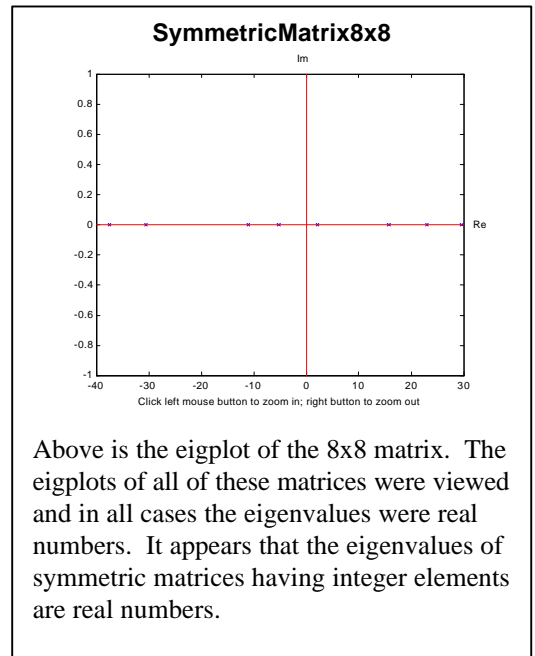 SymmetricMatrix8x8
Im
1
0.8
0.6
0.4
0.2
0
Re
-0.2
-0.4
-0.6
-0.8
-1
-40 -30 -20 -10 0 10 20 30
Click left mouse button to zoom in; right button to zoom out
Above is the eigplot of the 8x8 matrix. The
eigplots of all of these matrices were viewed
and in all cases the eigenvalues were real
numbers. It appears that the eigenvalues of
symmetric matrices having integer elements
are real numbers.